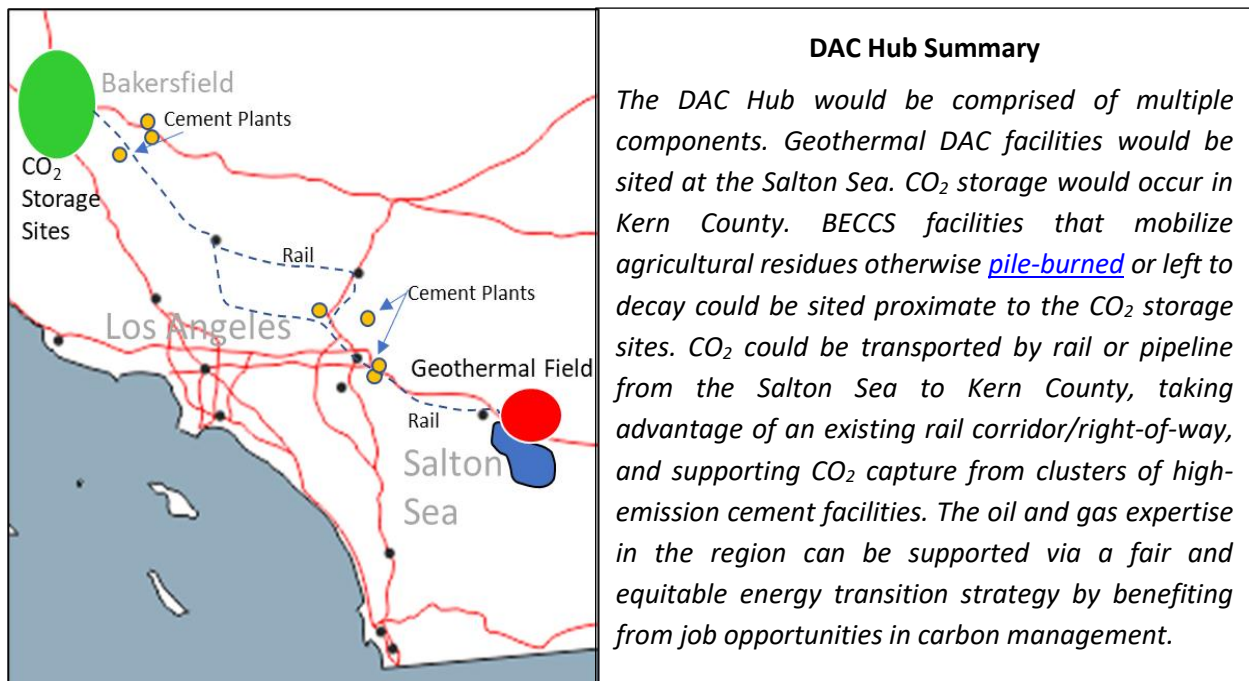 Bakersfield
Cement Plants
CO₂
Storage
Sites
Rail
Cement Plants
Los Angeles
Geothermal Field
Rail
Salton
Sea
DAC Hub Summary
The DAC Hub would be comprised of multiple
components. Geothermal DAC facilities would be
sited at the Salton Sea. CO₂ storage would occur in
Kern County. BECCS facilities that mobilize
agricultural residues otherwise pile-burned or left to
decay could be sited proximate to the CO₂ storage
sites. CO₂ could be transported by rail or pipeline
from the Salton Sea to Kern County, taking
advantage of an existing rail corridor/right-of-way,
and supporting CO₂ capture from clusters of high-
emission cement facilities. The oil and gas expertise
in the region can be supported via a fair and
equitable energy transition strategy by benefiting
from job opportunities in carbon management.